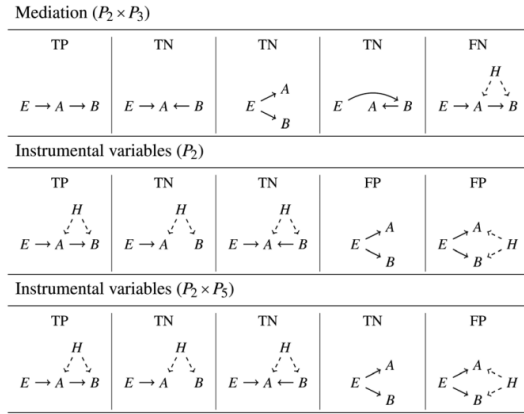 Mediation (P₂ × P₃)
TP TN TN TN FN
H
A
E → A → B E → A ← B E E A ← B E → A → B
B
Instrumental variables (P₂)
TP TN TN FP FP
H H H
A A
E → A → B E → A B E → A ← B E E H
B B
Instrumental variables (P₂ × P₅)
TP TN TN TN FP
H H H
A A
E → A → B E → A B E → A ← B E E H
B B